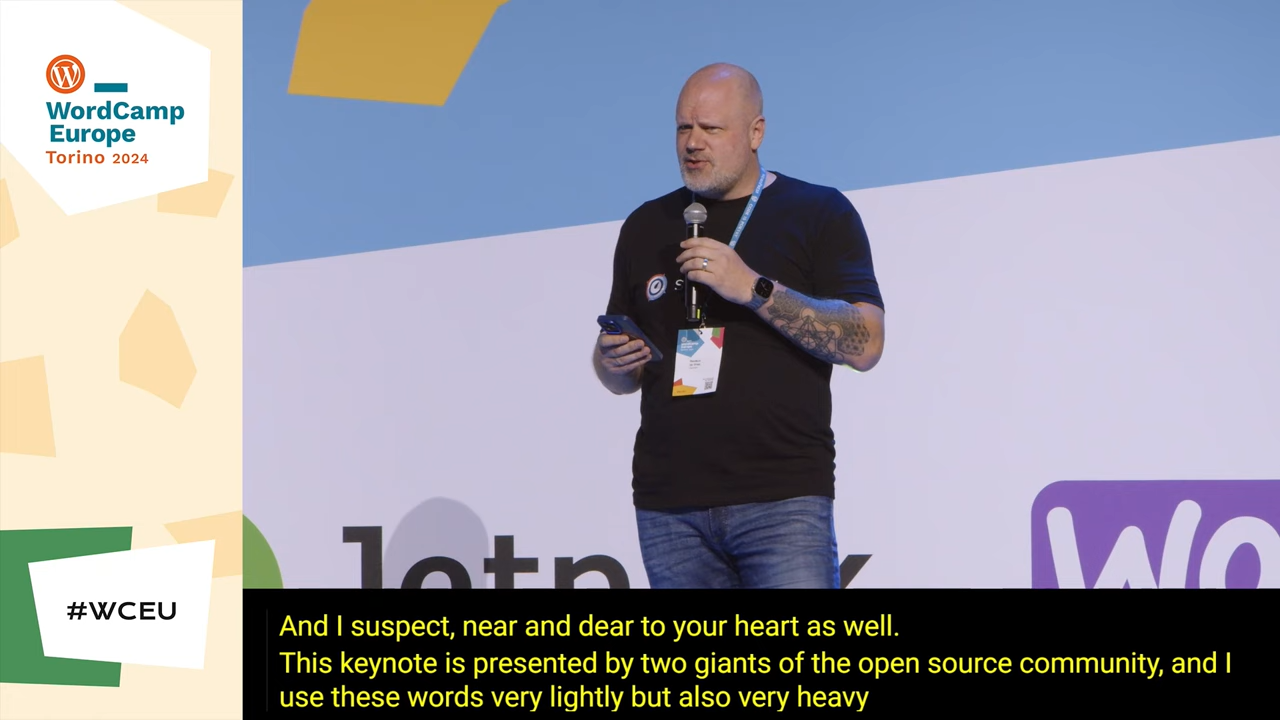 WordCamp
Europe
Torino 2024
#WCEU
And I suspect, near and dear to your heart as well.
This keynote is presented by two giants of the open source community, and I
use these words very lightly but also very heavy